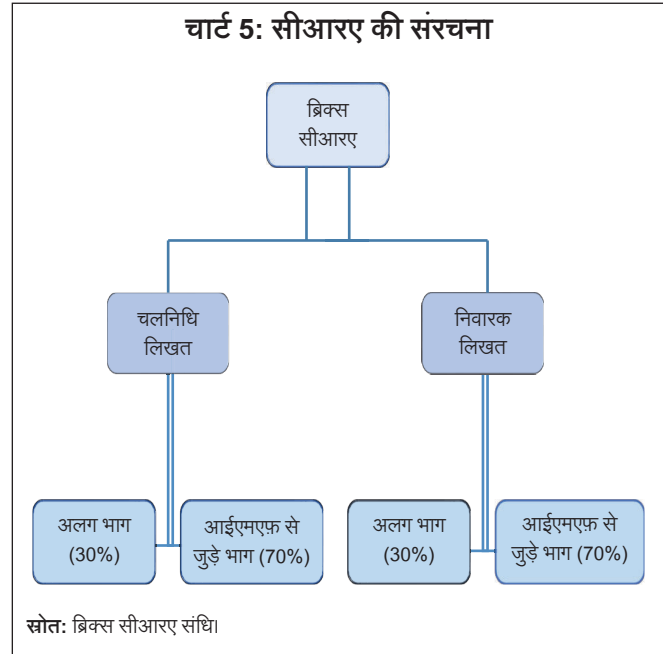 चार्ट 5: सीआरए की संरचना
ब्रिक्स
सीआरए
चलनिधि
लिखत
निवारक
लिखत
अलग भाग
(30%)
आईएमएफ़ से
जुड़े भाग (70%)
अलग भाग
(30%)
आईएमएफ़ से
जुड़े भाग (70%)
स्रोत: ब्रिक्स सीआरए संधि।